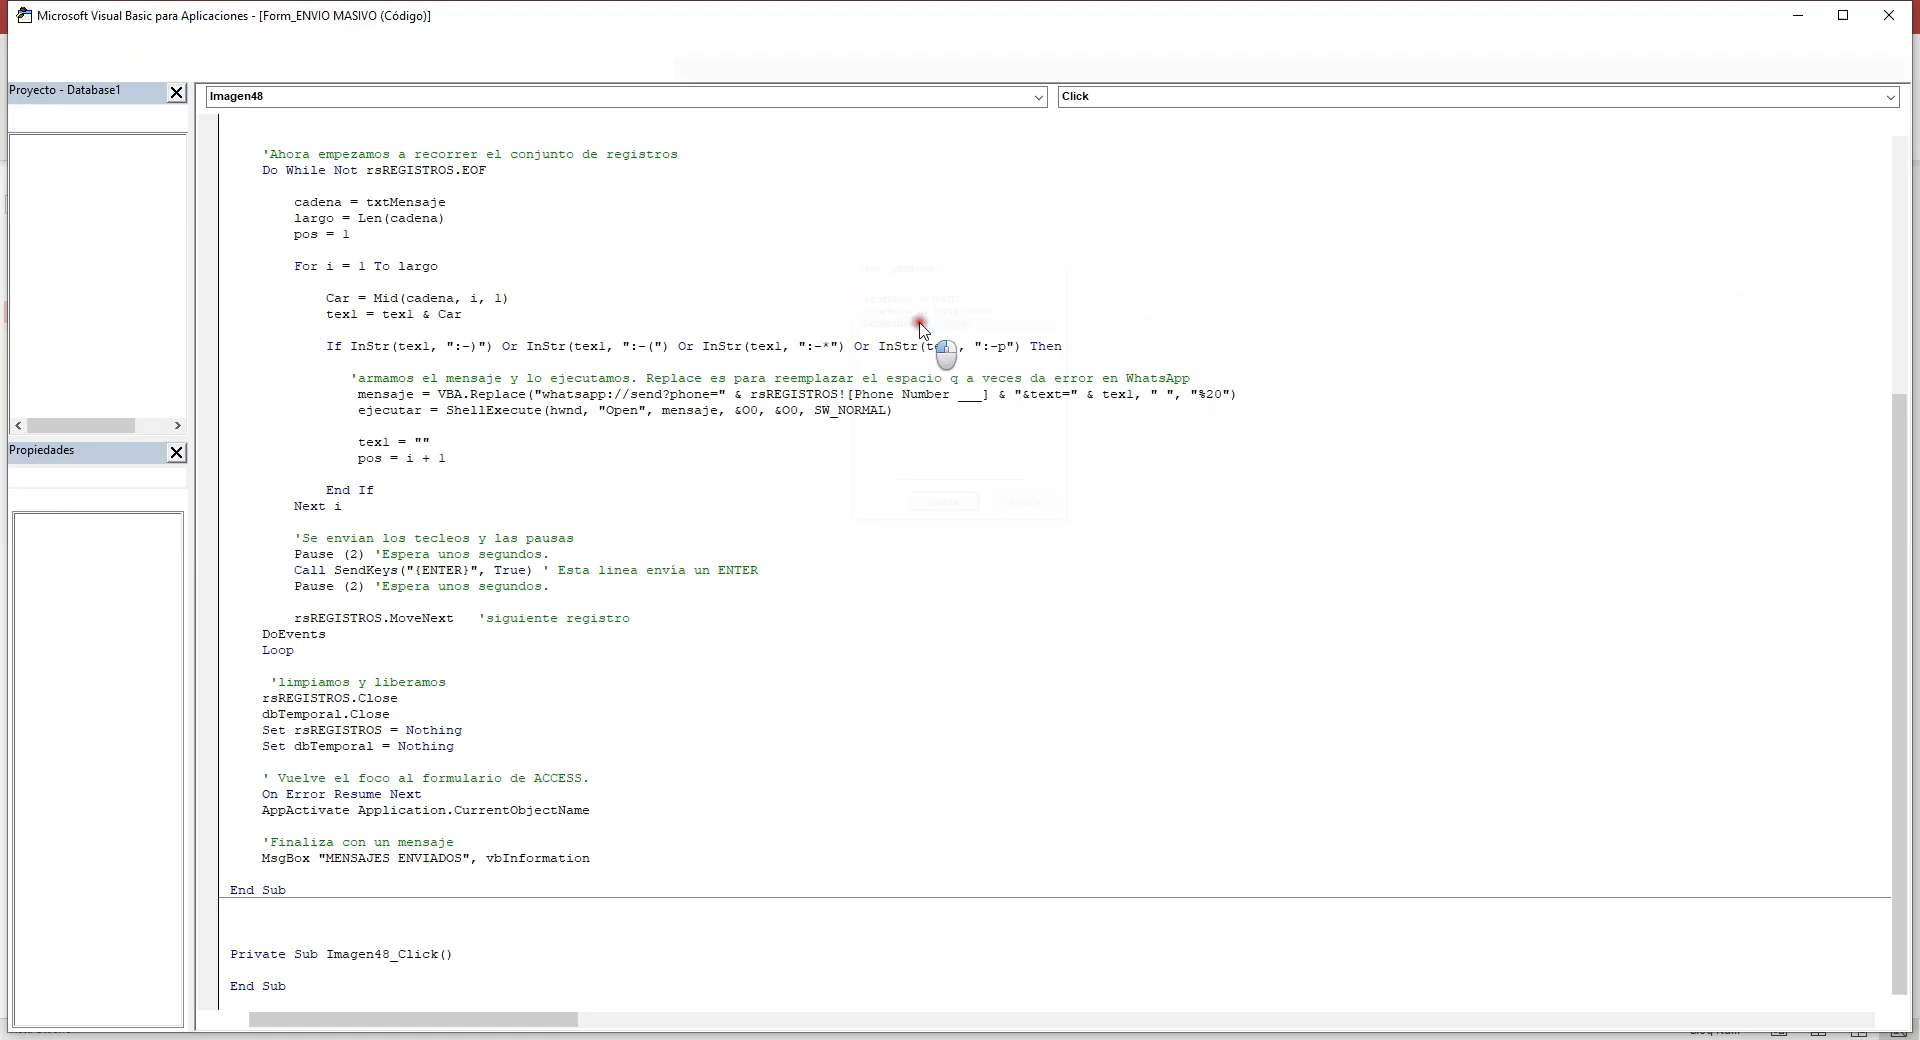 Microsoft Visual Basic para Aplicaciones - [Form_ENVIO MASIVO (Código)]
Proyecto - Database1
Imagen48
Click
'Ahora empezamos a recorrer el conjunto de registros
Do While Not rsREGISTROS.EOF
cadena = txtMensaje
largo = Len(cadena)
pos = 1
For i = 1 To largo
Car = Mid(cadena, i, 1)
tex1 = tex1 & Car
If InStr(tex1, ":-)") Or InStr(tex1, ":-(") Or InStr(tex1, ":-*") Or InStr( , ":-p") Then
'armamos el mensaje y lo ejecutamos. Replace es para reemplazar el espacio q a veces da error en WhatsApp
mensaje = VBA.Replace("whatsapp://send?phone=" & rsREGISTROS![Phone Number ___] & "&text=" & tex1, " ", "%20")
ejecutar = ShellExecute(hwnd, "Open", mensaje, &O0, &O0, SW_NORMAL)
tex1 = ""
pos = i + 1
End If
Next i
'Se envian los tecleos y las pausas
Pause (2) 'Espera unos segundos.
Call SendKeys("{ENTER}", True) ' Esta linea envía un ENTER
Pause (2) 'Espera unos segundos.
rsREGISTROS.MoveNext 'siguiente registro
DoEvents
Loop
'limpiamos y liberamos
rsREGISTROS.Close
dbTemporal.Close
Set rsREGISTROS = Nothing
Set dbTemporal = Nothing
' Vuelve el foco al formulario de ACCESS.
On Error Resume Next
AppActivate Application.CurrentObjectName
'Finaliza con un mensaje
MsgBox "MENSAJES ENVIADOS", vbInformation
End Sub
Private Sub Imagen48_Click()
End Sub
Propiedades